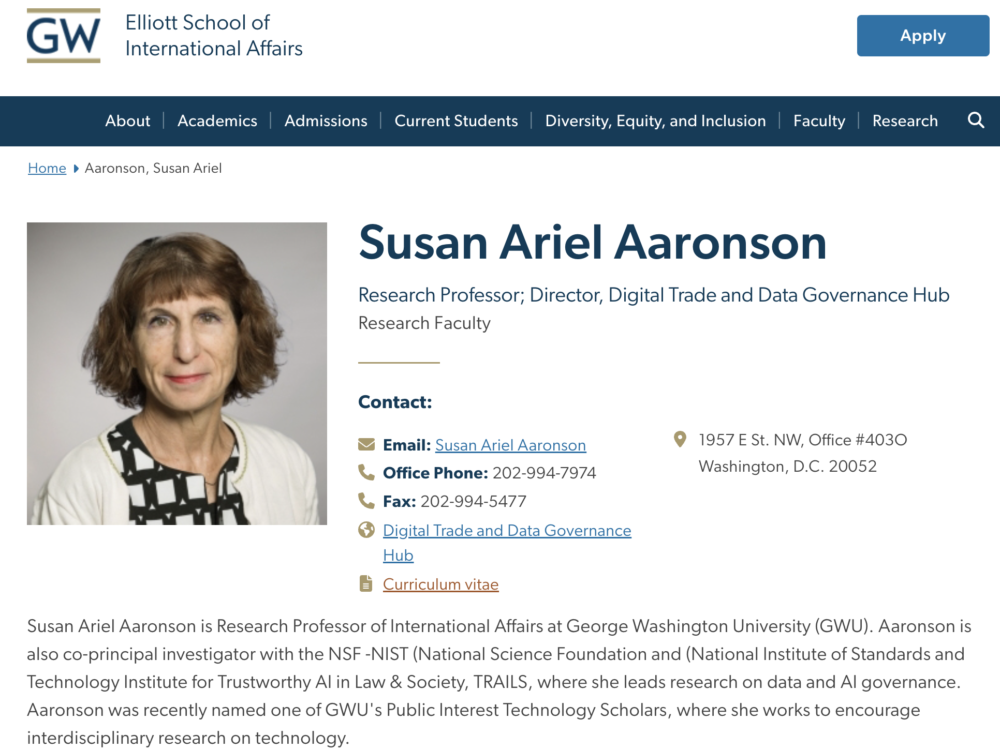 GW
Elliott School of
International Affairs
Apply
About
Academics
Admissions
Current Students
Diversity, Equity, and Inclusion
Faculty
Research
Home
Aaronson, Susan Ariel
Susan Ariel Aaronson
Research Professor; Director, Digital Trade and Data Governance Hub
Research Faculty
Contact:
Email: Susan Ariel Aaronson
Office Phone: 202-994-7974
Fax: 202-994-5477
Digital Trade and Data Governance
Hub
Curriculum vitae
1957 E St. NW, Office #403O
Washington, D.C. 20052
Susan Ariel Aaronson is Research Professor of International Affairs at George Washington University (GWU). Aaronson is
also co-principal investigator with the NSF -NIST (National Science Foundation and (National Institute of Standards and
Technology Institute for Trustworthy AI in Law & Society, TRAILS, where she leads research on data and AI governance.
Aaronson was recently named one of GWU's Public Interest Technology Scholars, where she works to encourage
interdisciplinary research on technology.